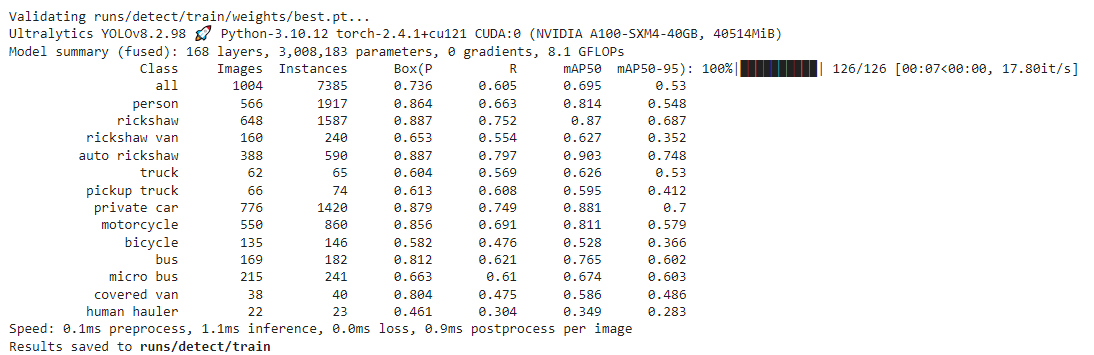 Validating runs/detect/train/weights/best.pt...
Ultralytics YOLOv8.2.98 🚀 Python-3.10.12 torch-2.4.1+cu121 CUDA:0 (NVIDIA A100-SXM4-40GB, 40514MiB)
Model summary (fused): 168 layers, 3,008,183 parameters, 0 gradients, 8.1 GFLOPs
Class Images Instances Box(P R mAP50 mAP50-95): 100%|██████████| 126/126 [00:07<00:00, 17.80it/s]
all 1004 7385 0.736 0.605 0.695 0.53
person 566 1917 0.864 0.663 0.814 0.548
rickshaw 648 1587 0.887 0.752 0.87 0.687
rickshaw van 160 240 0.653 0.554 0.627 0.352
auto rickshaw 388 590 0.887 0.797 0.903 0.748
truck 62 65 0.604 0.569 0.626 0.53
pickup truck 66 74 0.613 0.608 0.595 0.412
private car 776 1420 0.879 0.749 0.881 0.7
motorcycle 550 860 0.856 0.691 0.811 0.579
bicycle 135 146 0.582 0.476 0.528 0.366
bus 169 182 0.812 0.621 0.765 0.602
micro bus 215 241 0.663 0.61 0.674 0.603
covered van 38 40 0.804 0.475 0.586 0.486
human hauler 22 23 0.461 0.304 0.349 0.283
Speed: 0.1ms preprocess, 1.1ms inference, 0.0ms loss, 0.9ms postprocess per image
Results saved to runs/detect/train